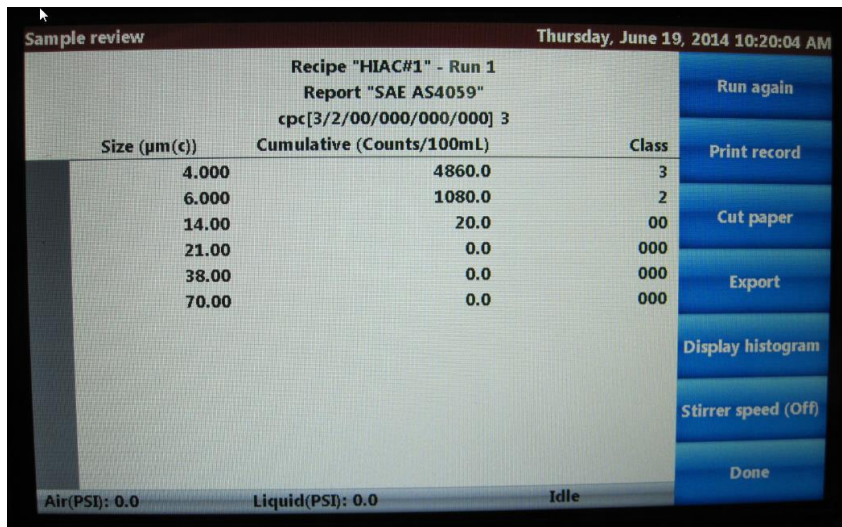 Sample review
Thursday, June 19, 2014 10:20:04 AM
Recipe "HIAC#1" - Run 1
Report "SAE AS4059"
cpc[3/2/00/000/000/000] 3
Size (µm(c)) Cumulative (Counts/100mL) Class
4.000 4860.0 3
6.000 1080.0 2
14.00 20.0 00
21.00 0.0 000
38.00 0.0 000
70.00 0.0 000
Run again
Print record
Cut paper
Export
Display histogram
Stirrer speed (Off)
Done
Air(PSI): 0.0 Liquid(PSI): 0.0 Idle